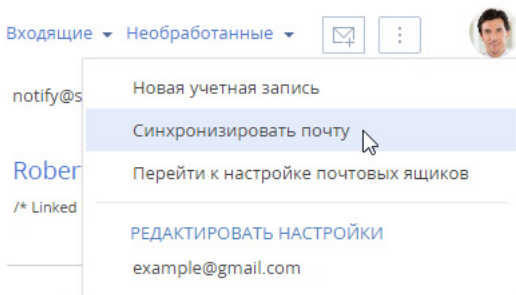 Входящие Необработанные
notify@s
Новая учетная запись
Синхронизировать почту
Rober
Перейти к настройке почтовых ящиков
/* Linked
РЕДАКТИРОВАТЬ НАСТРОЙКИ
example@gmail.com